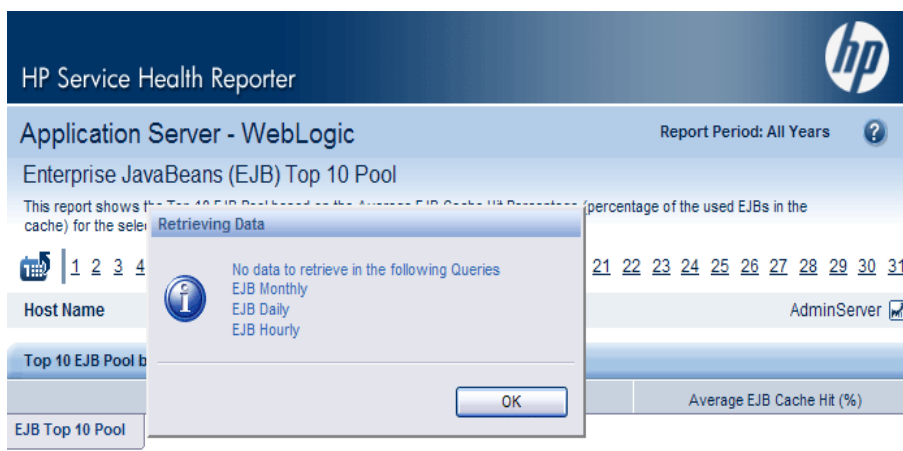 hp
HP Service Health Reporter
Application Server - WebLogic
Report Period: All Years ?
Enterprise JavaBeans (EJB) Top 10 Pool
This report shows the Top 10 EJB Pool based on the Average EJB Cache Hit Percentage (percentage of the used EJBs in the
cache) for the sele
Retrieving Data
1 2 3 4
21 22 23 24 25 26 27 28 29 30 31
No data to retrieve in the following Queries
EJB Monthly
EJB Daily
EJB Hourly
Host Name
AdminServer
Top 10 EJB Pool b
OK
Average EJB Cache Hit (%)
EJB Top 10 Pool